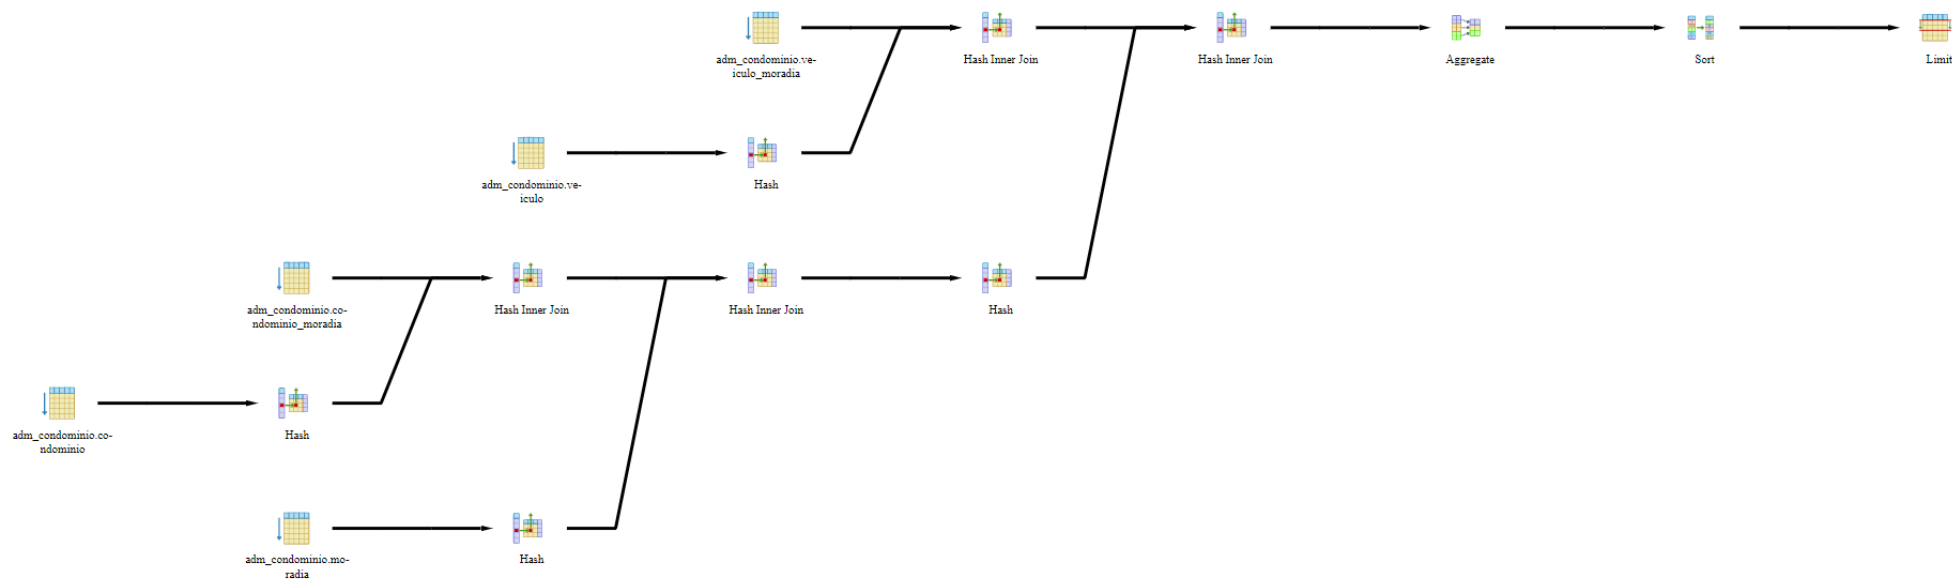 adm_condominio.ve-
iculo_moradia
Hash Inner Join
Hash Inner Join
Aggregate
Sort
Limit
adm_condominio.ve-
iculo
Hash
adm_condominio.co-
ndominio_moradia
Hash Inner Join
Hash Inner Join
Hash
adm_condominio.co-
ndominio
Hash
adm_condominio.mo-
radia
Hash